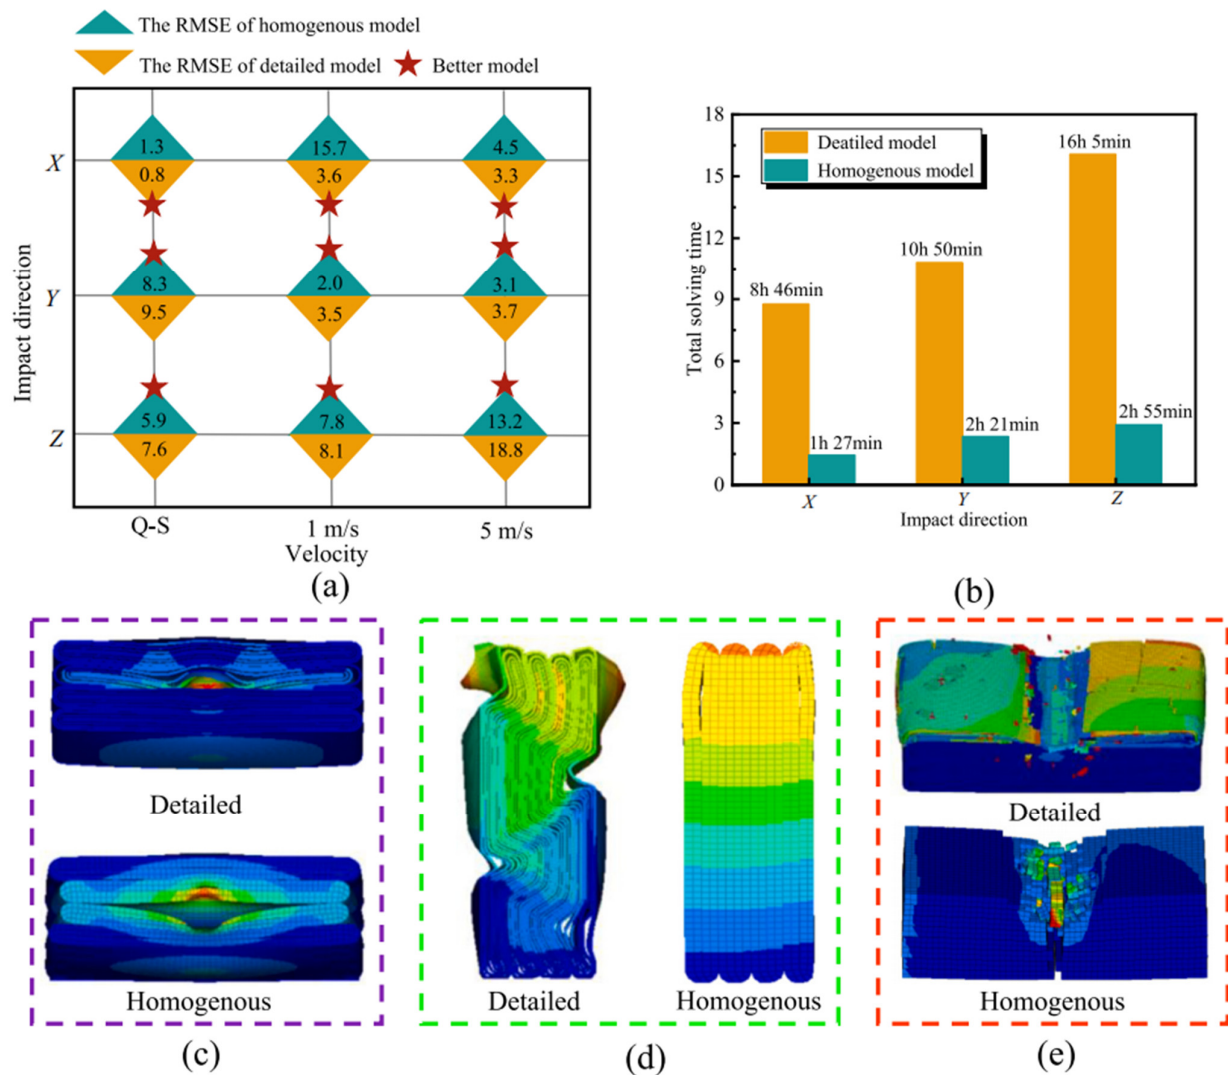 The RMSE of homogenous model
The RMSE of detailed model
Better model
Impact direction
X
1.3
15.7
4.5
0.8
3.6
3.3
Y
8.3
2.0
3.1
9.5
3.5
3.7
Z
5.9
7.8
13.2
7.6
8.1
18.8
Q-S
1 m/s
5 m/s
Velocity
(a)
Total solving time
18
15
12
9
6
3
0
Deatiled model
Homogenous model
8h 46min
1h 27min
10h 50min
2h 21min
16h 5min
2h 55min
X
Y
Z
Impact direction
(b)
Detailed
Homogenous
(c)
Detailed
Homogenous
(d)
Detailed
Homogenous
(e)